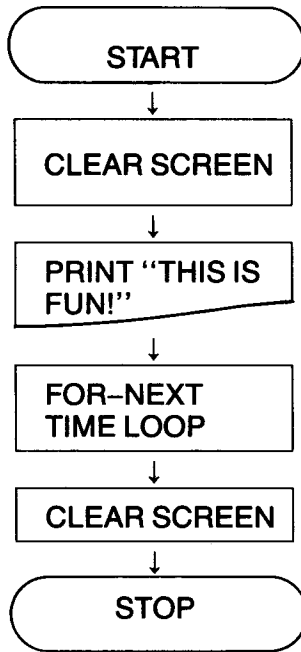 START
CLEAR SCREEN
PRINT “THIS IS
FUN!”
FOR–NEXT
TIME LOOP
CLEAR SCREEN
STOP